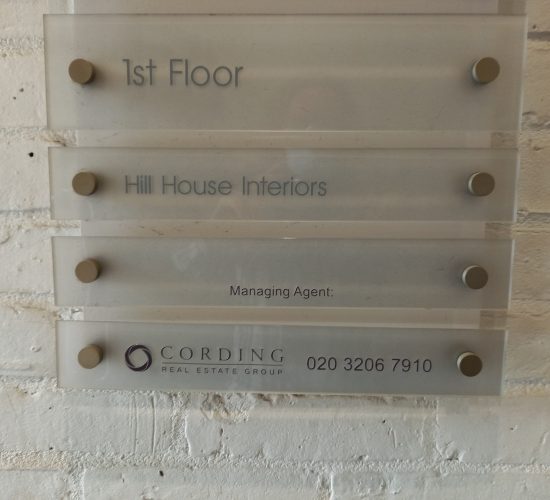 1st Floor
Hill House Interiors
Managing Agent:
CORDING
REAL ESTATE GROUP
020 3206 7910